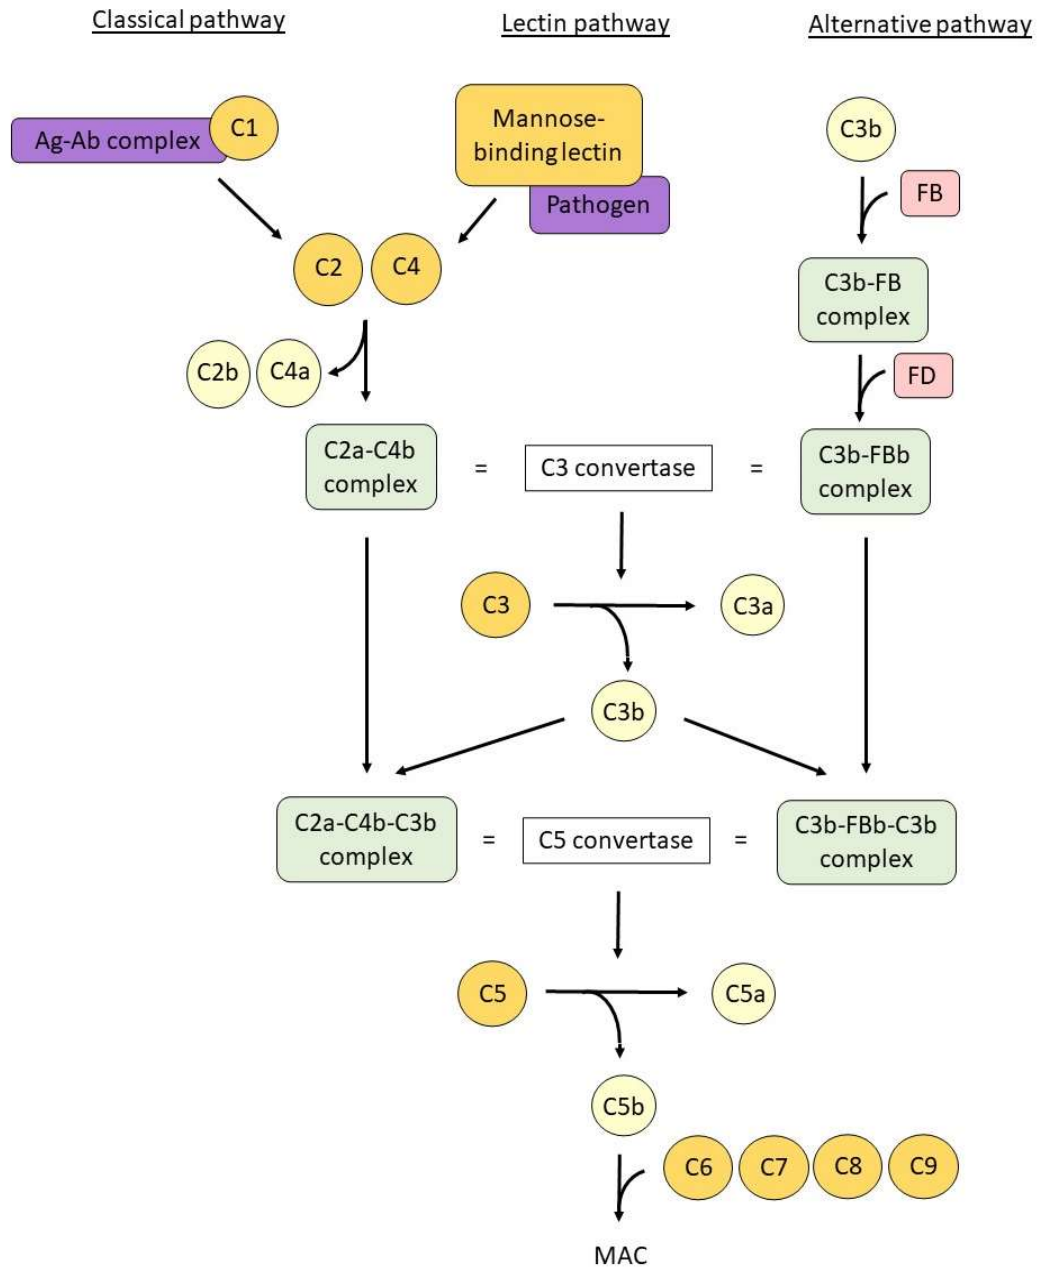 Classical pathway
Lectin pathway
Alternative pathway
Ag-Ab complex
C1
Mannose-
binding lectin
Pathogen
C3b
FB
C2
C4
C3b-FB
complex
C2b
C4a
FD
C2a-C4b
complex
=
C3 convertase
=
C3b-FBb
complex
C3
C3a
C3b
C2a-C4b-C3b
complex
=
C5 convertase
=
C3b-FBb-C3b
complex
C5
C5a
C5b
C6
C7
C8
C9
MAC